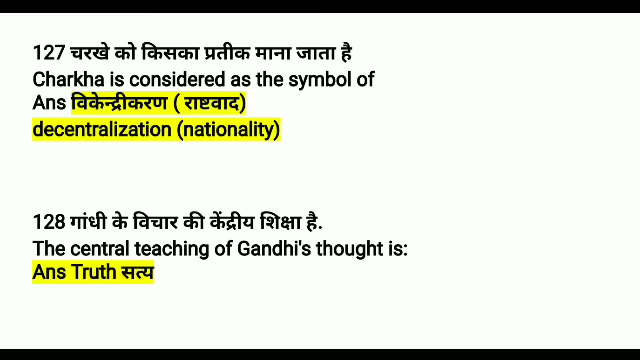 127 चरखे को किसका प्रतीक माना जाता है
Charkha is considered as the symbol of
Ans विकेन्द्रीकरण ( राष्टवाद)
decentralization (nationality)
128 गांधी के विचार की केंद्रीय शिक्षा है.
The central teaching of Gandhi's thought is:
Ans Truth सत्य